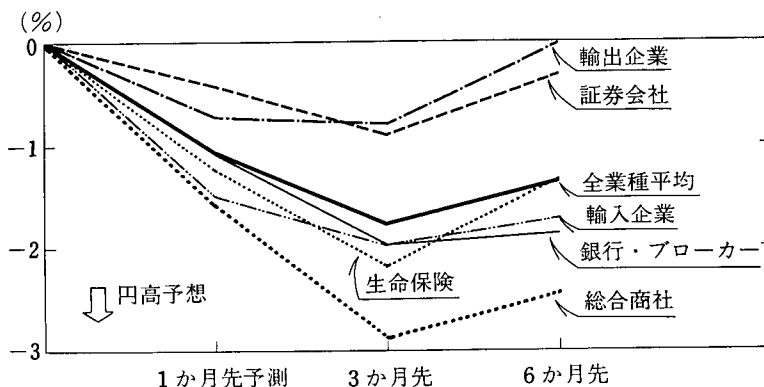 (%)
0
-1
-2
-3
輸出企業
証券会社
全業種平均
輸入企業
銀行・ブローカー
生命保険
総合商社
円高予想
1か月先予測
3か月先
6か月先